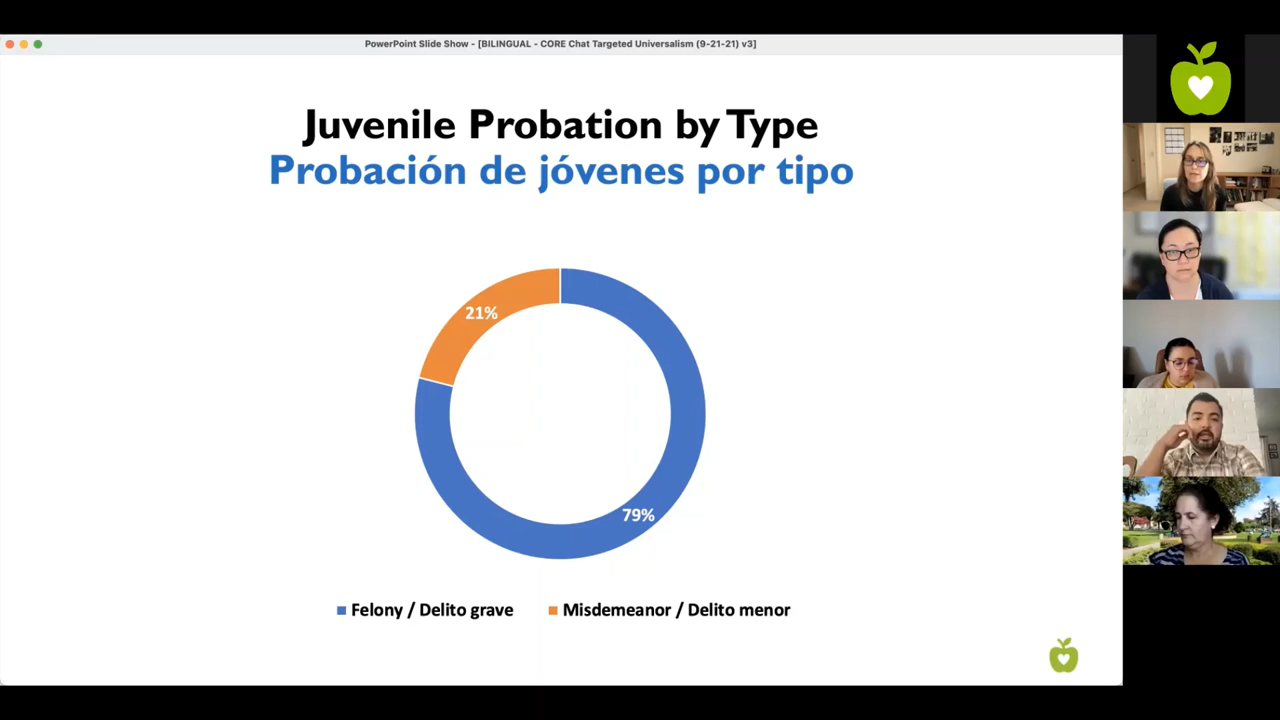 PowerPoint Slide Show - [BILINGUAL - CORE Chat Targeted Universalism (9-21-21) v3]
Juvenile Probation by Type
Probación de jóvenes por tipo
21%
79%
Felony / Delito grave
Misdemeanor / Delito menor